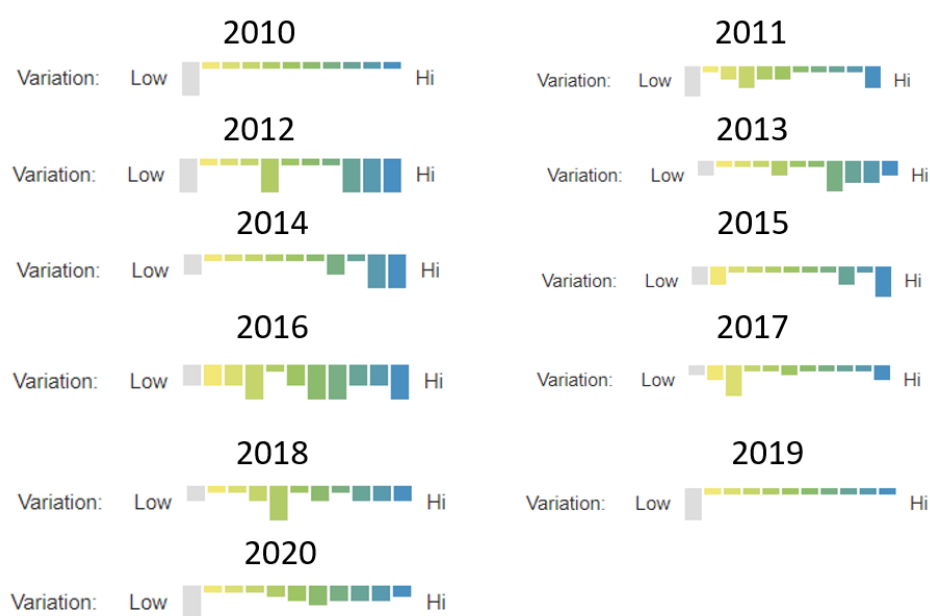 2010
Variation: Low Hi
2011
Variation: Low Hi
2012
Variation: Low Hi
2013
Variation: Low Hi
2014
Variation: Low Hi
2015
Variation: Low Hi
2016
Variation: Low Hi
2017
Variation: Low Hi
2018
Variation: Low Hi
2019
Variation: Low Hi
2020
Variation: Low Hi